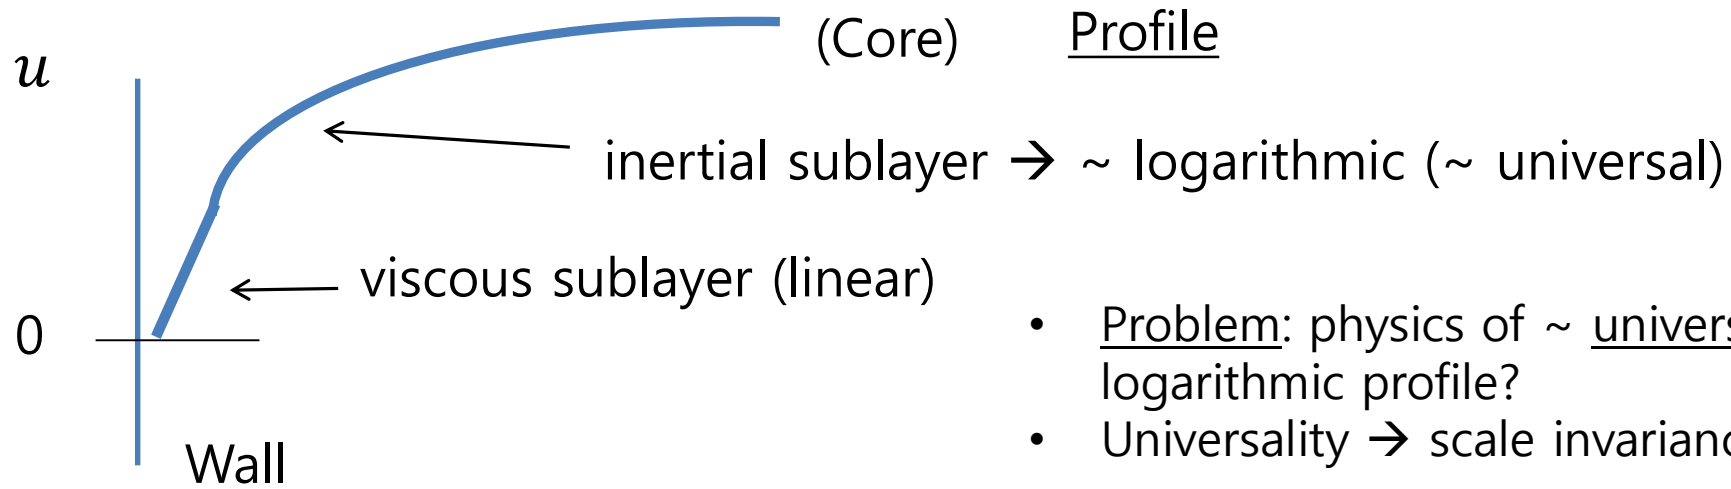 (Core) Profile
u
inertial sublayer → ~ logarithmic (~ universal)
viscous sublayer (linear)
0
• Problem: physics of ~
logarithmic profile?
• Universality → scale
Wall